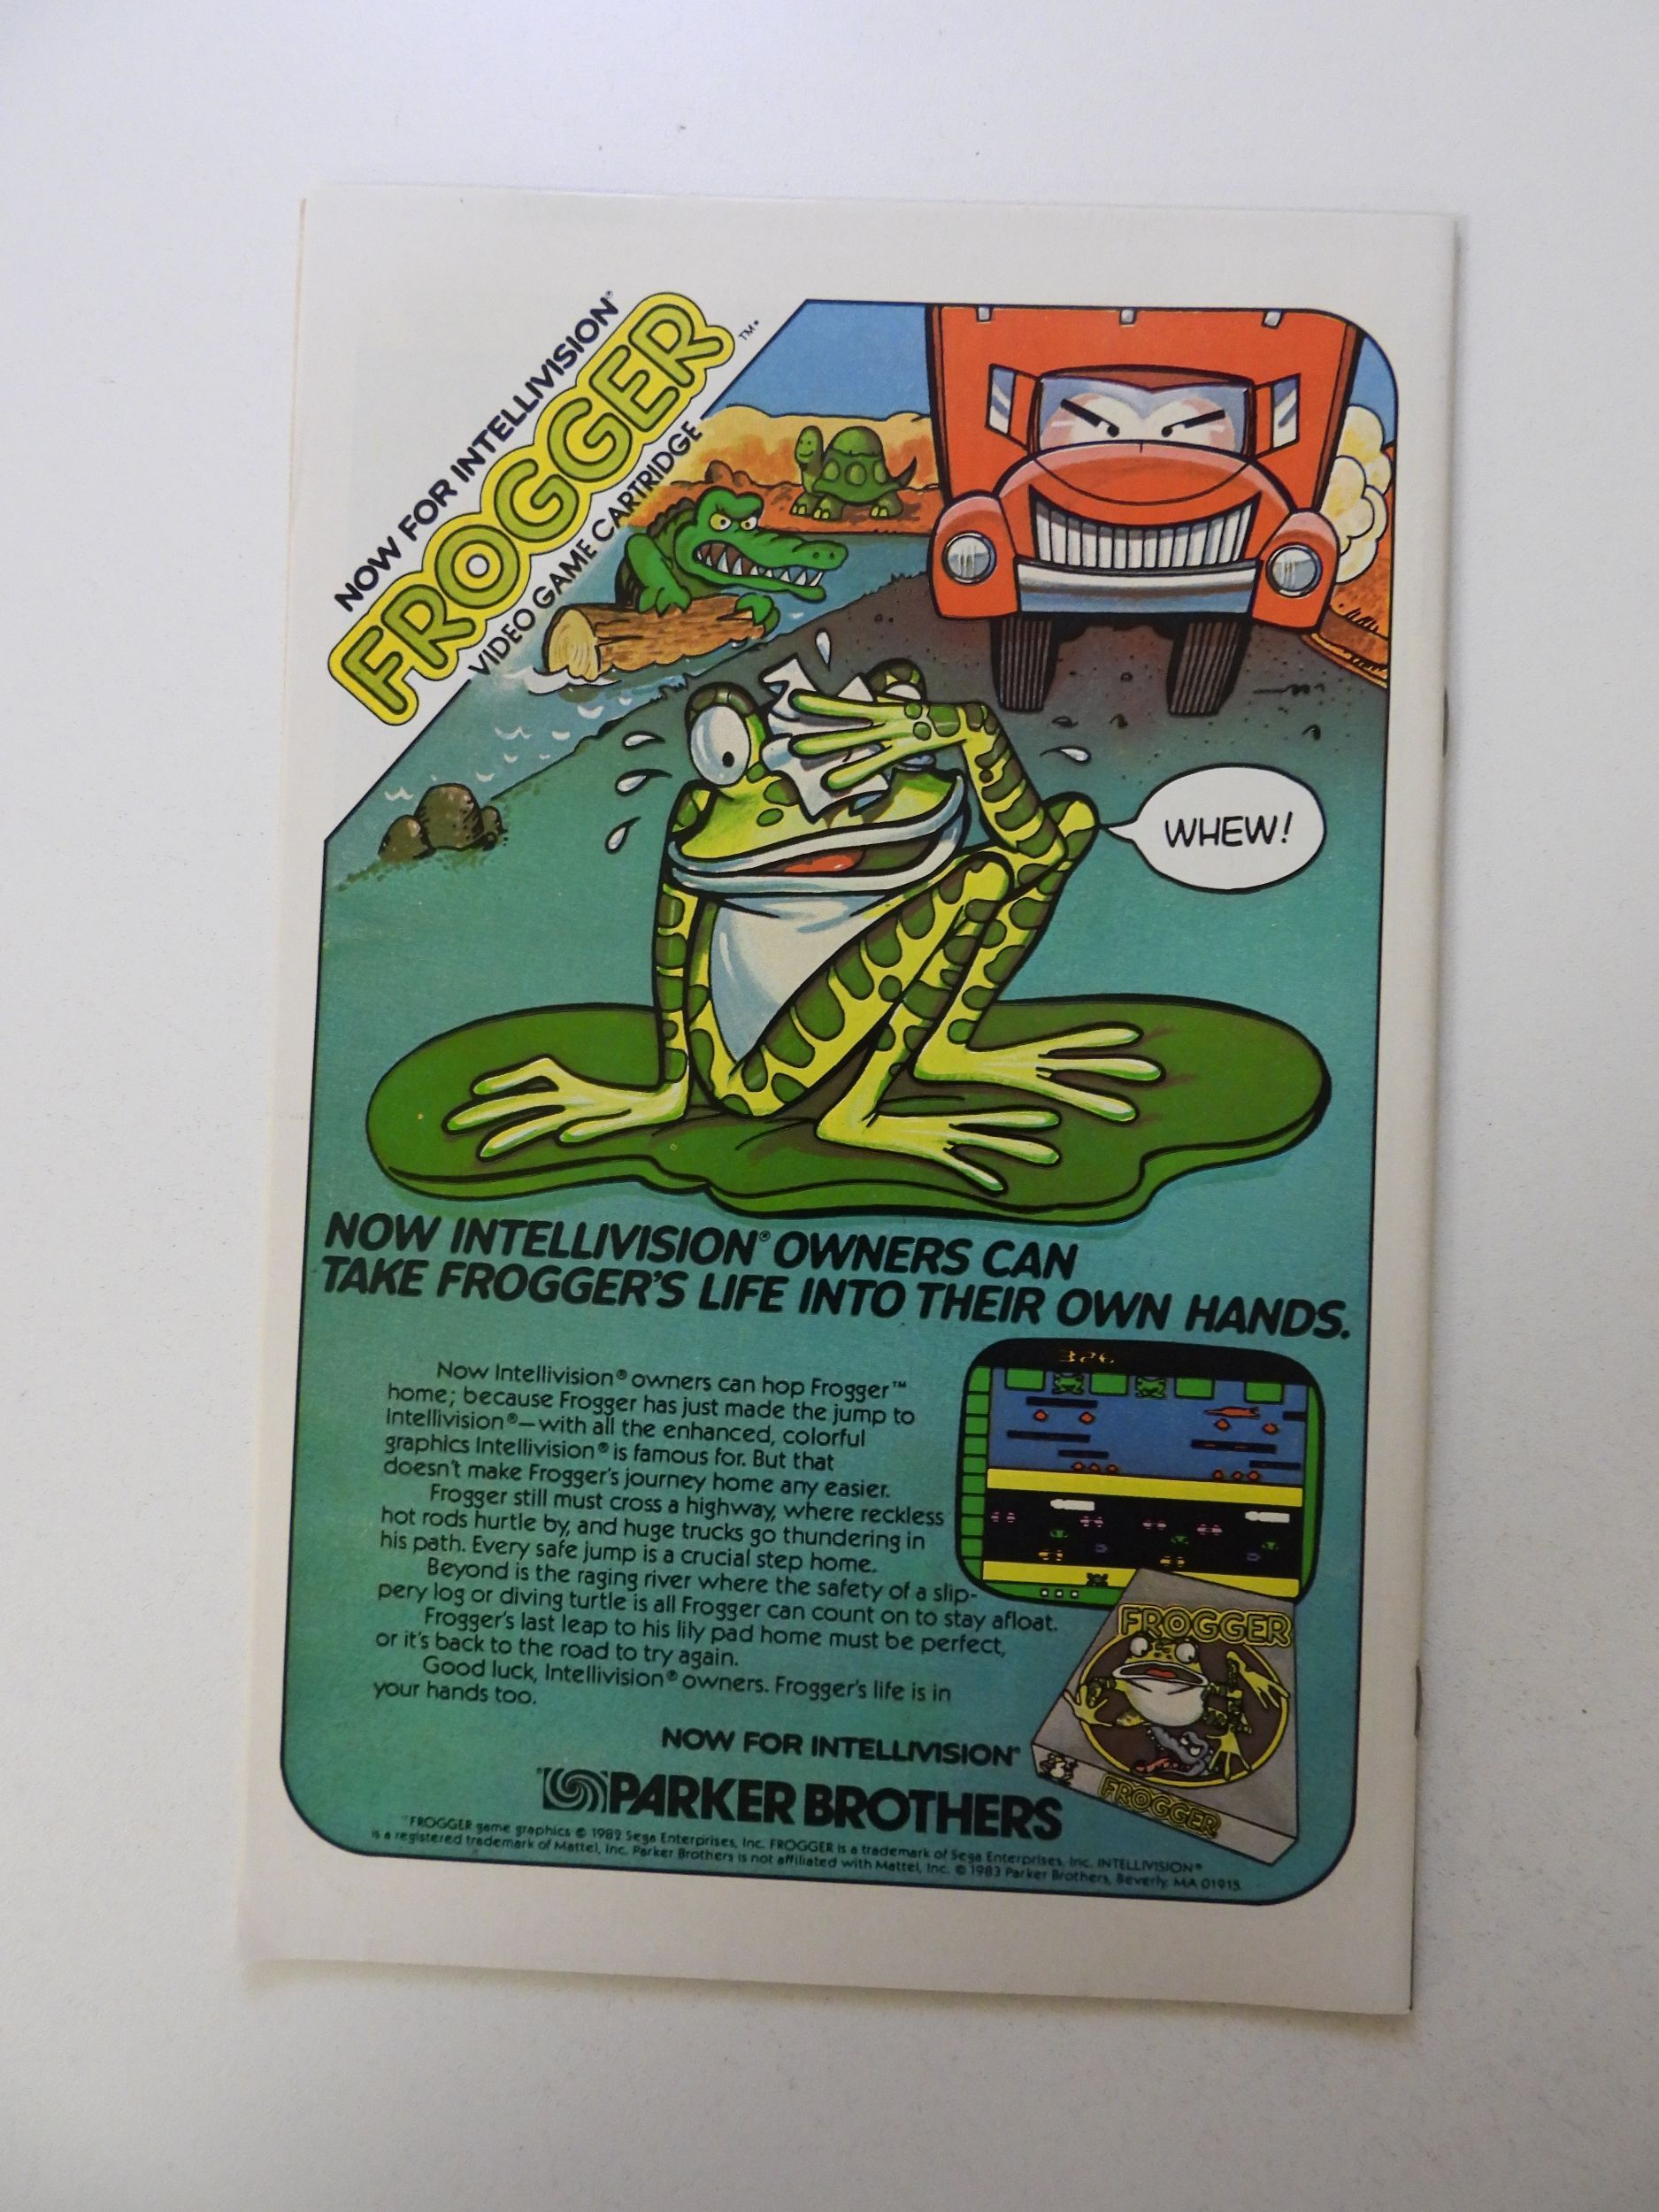 NOW FOR INTELLIVISION®
FROGGER™
VIDEO GAME CARTRIDGE
WHEW!
NOW INTELLIVISION® OWNERS CAN
TAKE FROGGER'S LIFE INTO THEIR OWN HANDS.
Now Intellivision® owners can hop Frogger™
home; because Frogger has just made the jump to
Intellivision®—with all the enhanced, colorful
graphics Intellivision® is famous for. But that
doesn't make Frogger's journey home any easier.
Frogger still must cross a highway, where reckless
hot rods hurtle by, and huge trucks go thundering in
his path. Every safe jump is a crucial step home.
Beyond is the raging river where the safety of a slip-
pery log or diving turtle is all Frogger can count on to stay afloat.
Frogger's last leap to his lily pad home must be perfect,
or it's back to the road to try again.
Good luck, Intellivision® owners. Frogger's life is in
your hands too.
326
FROGGER
FROGGER
NOW FOR INTELLIVISION®
PARKER BROTHERS
FROGGER game graphics © 1982 Sega Enterprises, Inc. FROGGER is a trademark of Sega Enterprises, Inc. INTELLIVISION®
is a registered trademark of Mattel, Inc. Parker Brothers is not affiliated with Mattel, Inc. © 1983 Parker Brothers, Beverly, MA 01915